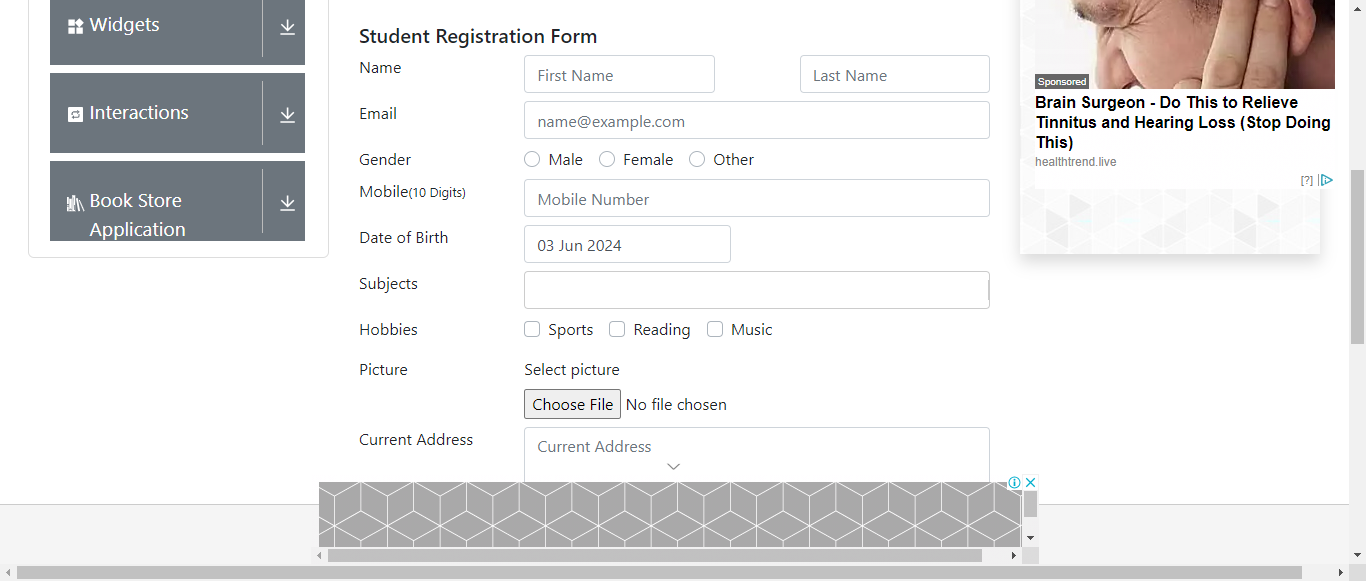 Widgets
Interactions
Book Store
Application
Student Registration Form
Name
First Name
Last Name
Email
name@example.com
Gender
Male
Female
Other
Mobile(10 Digits)
Mobile Number
Date of Birth
03 Jun 2024
Subjects
Hobbies
Sports
Reading
Music
Picture
Select picture
Choose File No file chosen
Current Address
Current Address
Sponsored
Brain Surgeon - Do This to Relieve
Tinnitus and Hearing Loss (Stop Doing
This)
healthtrend.live
[?]